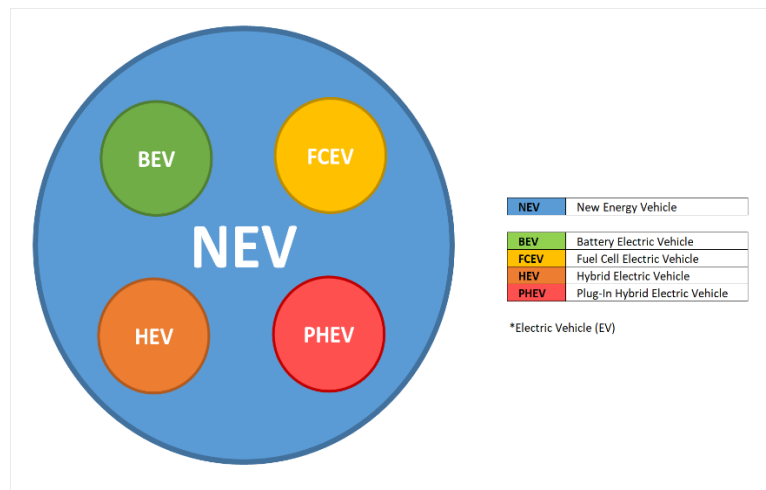 BEV
FCEV
NEV
HEV
PHEV
NEV New Energy Vehicle
BEV Battery Electric Vehicle
FCEV Fuel Cell Electric Vehicle
HEV Hybrid Electric Vehicle
PHEV Plug-In Hybrid Electric Vehicle
*Electric Vehicle (EV)